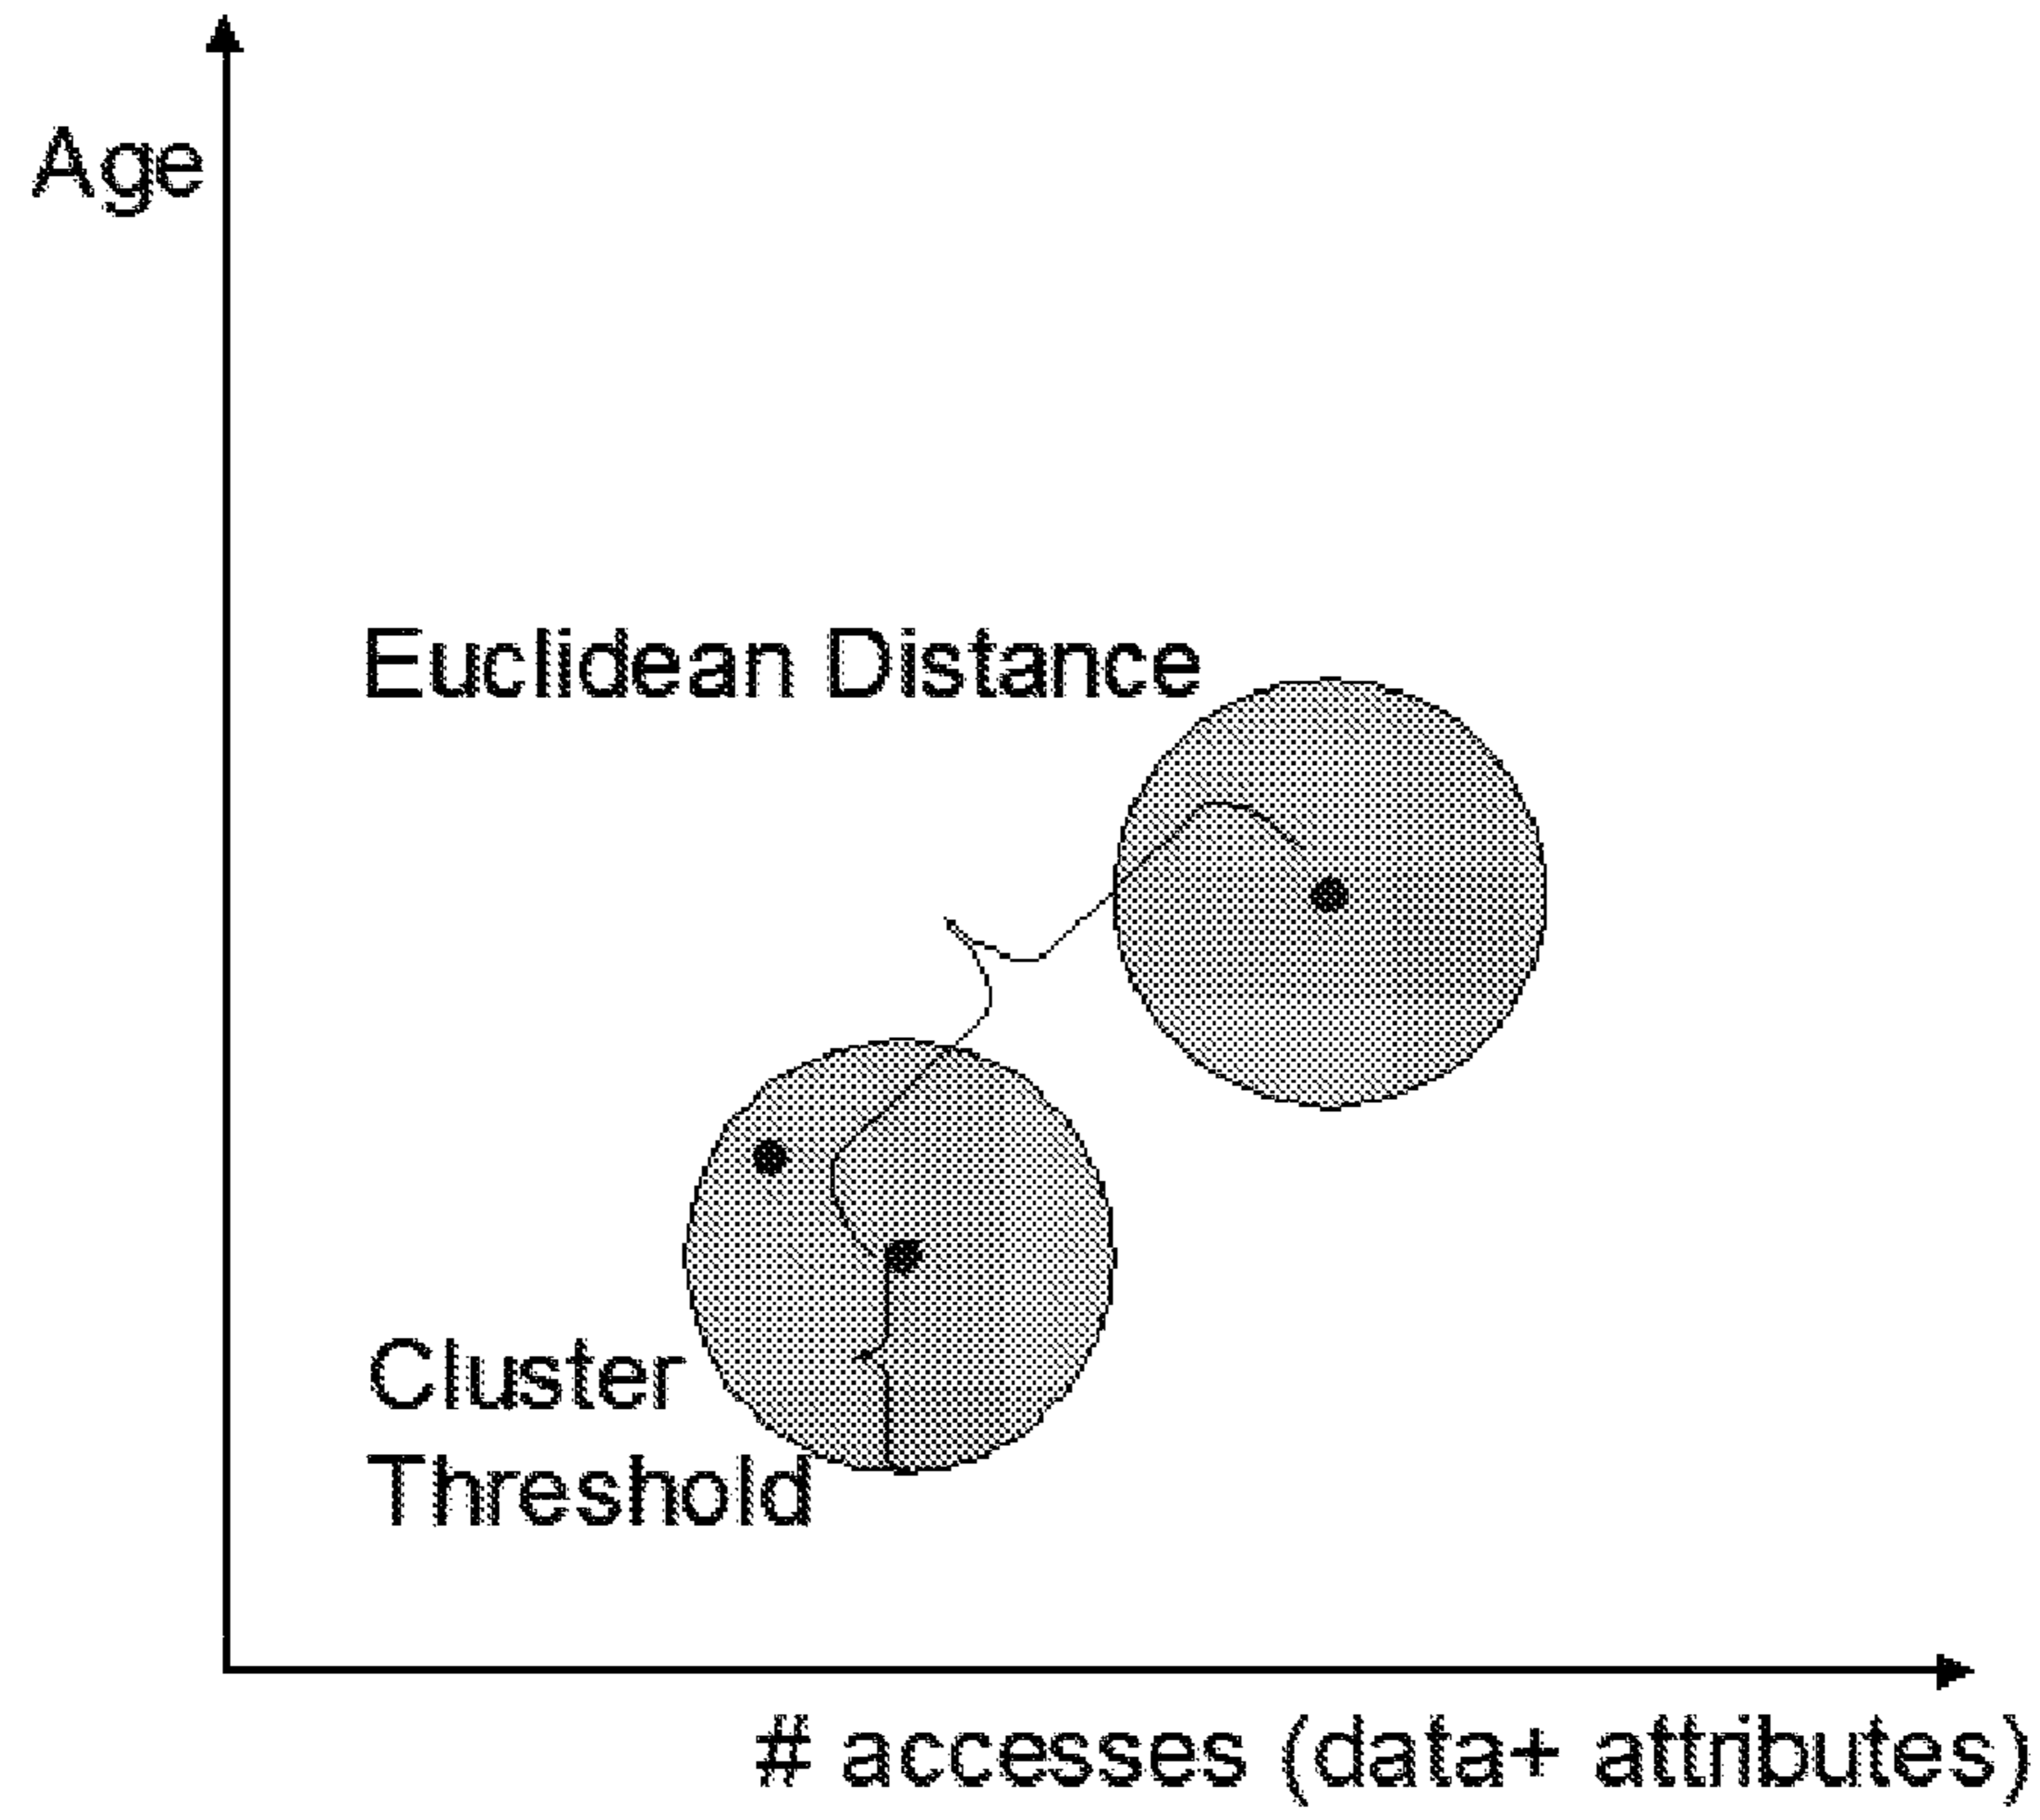 Age
Euclidean Distance
Cluster
Threshold
# accesses (data+ attributes)